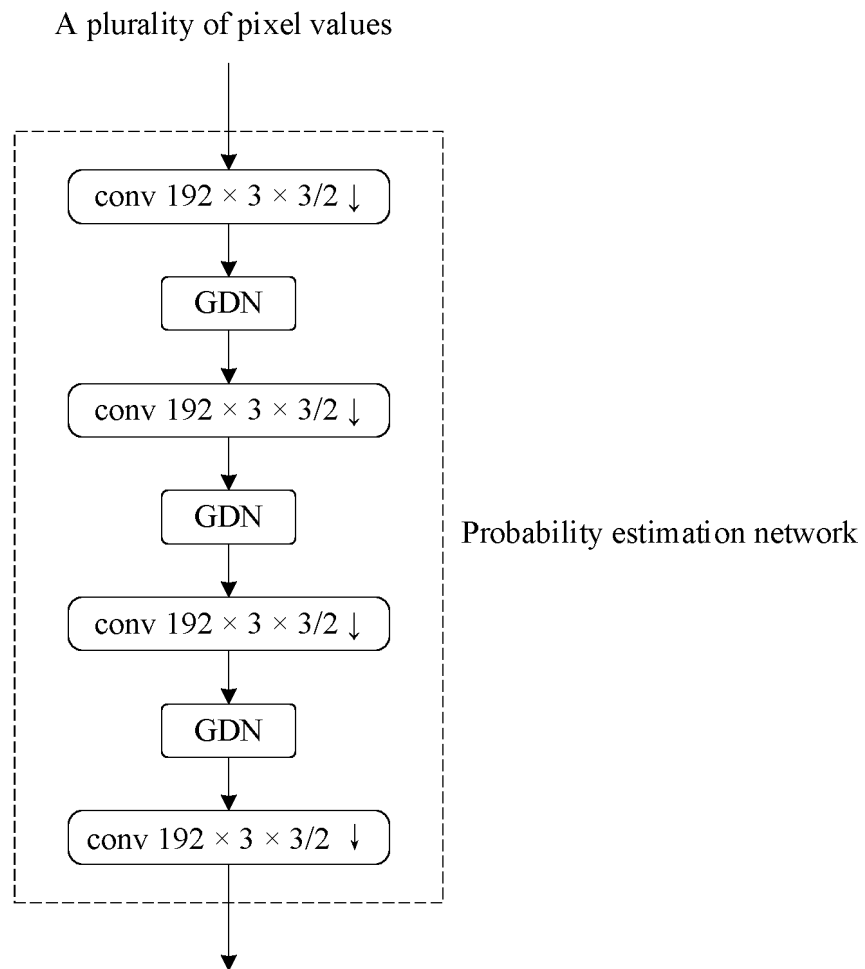 A plurality of pixel values
conv 192 × 3 × 3/2 ↓
GDN
conv 192 × 3 × 3/2 ↓
GDN
Probability estimation network
conv 192 × 3 × 3/2 ↓
GDN
conv 192 × 3 × 3/2 ↓